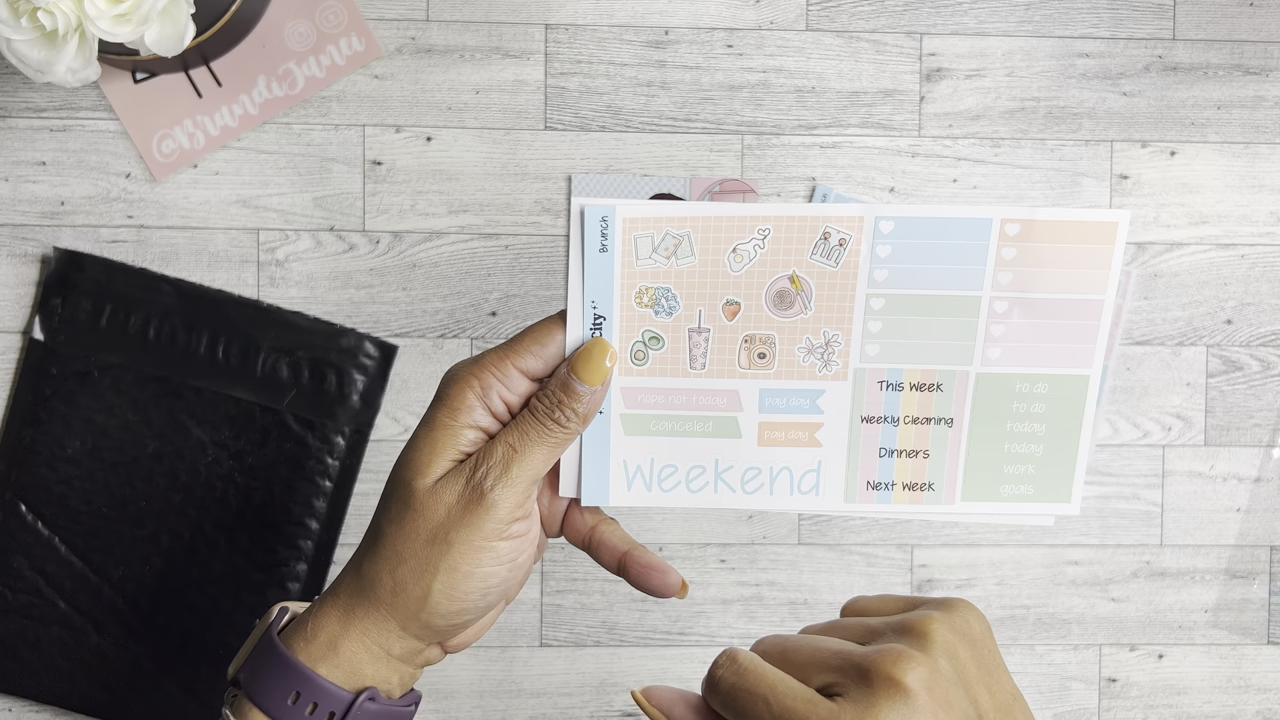 @BrandiJanei
Brunch
city
nope not today
canceled
pay day
pay day
Weekend
This Week
Weekly Cleaning
Dinners
Next Week
to do
to do
today
today
work
goals